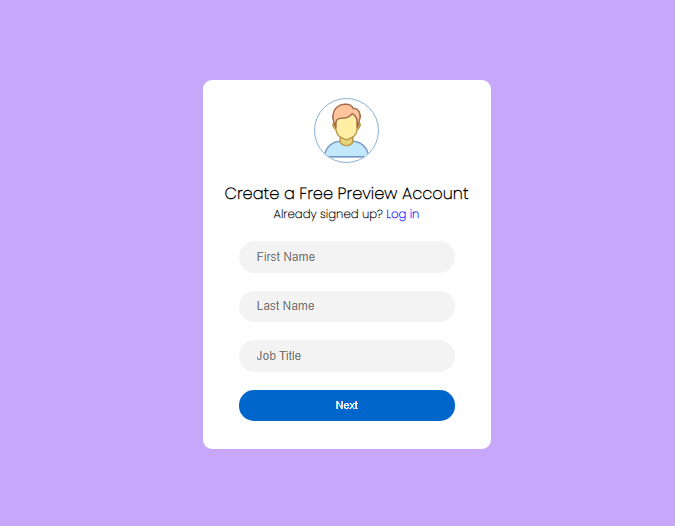 Create a Free Preview Account
Already signed up? Log in
First Name
Last Name
Job Title
Next